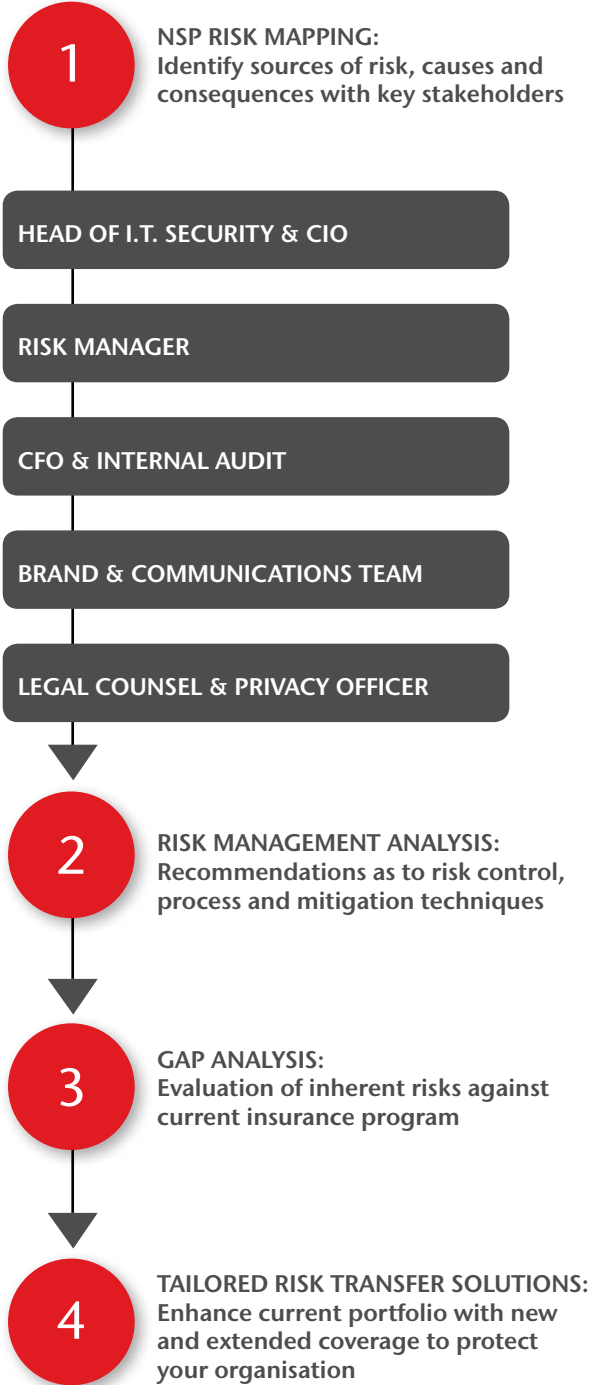 1
NSP RISK MAPPING:
Identify sources of risk, causes and
consequences with key stakeholders
HEAD OF I.T. SECURITY & CIO
RISK MANAGER
CFO & INTERNAL AUDIT
BRAND & COMMUNICATIONS TEAM
LEGAL COUNSEL & PRIVACY OFFICER
2
RISK MANAGEMENT ANALYSIS:
Recommendations as to risk control,
process and mitigation techniques
3
GAP ANALYSIS:
Evaluation of inherent risks against
current insurance program
4
TAILORED RISK TRANSFER SOLUTIONS:
Enhance current portfolio with new
and extended coverage to protect
your organisation